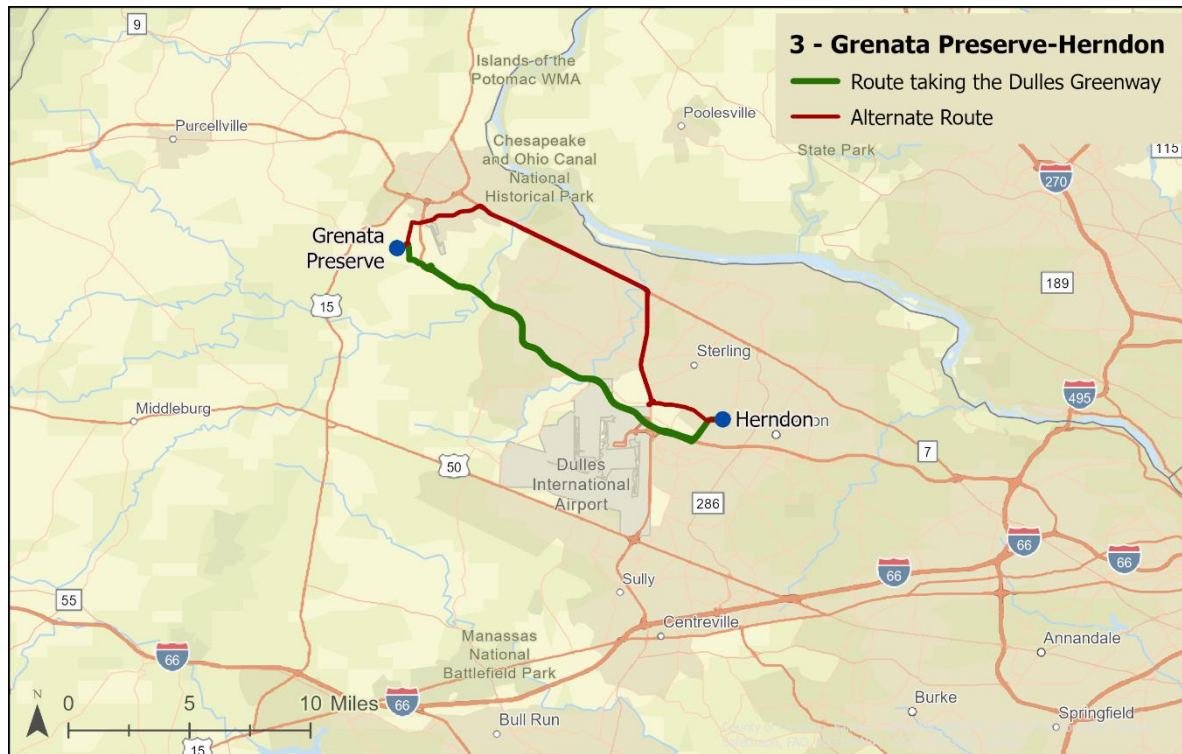 3 - Grenata Preserve-Herndon
Route taking the Dulles Greenway
Alternate Route
9
Islands of the
Potomac WMA
Purcellville
Poolesville
Chesapeake
and Ohio Canal
National
Historical Park
State Park
115
270
Grenata
Preserve
15
189
Sterling
Middleburg
495
Herndon
on
7
50
Dulles
International
Airport
286
66
66
66
Sully
55
Centreville
Manassas
National
Battlefield Park
Annandale
66
N
0 5 10 Miles
66
Burke
Bull Run
Springfield
15